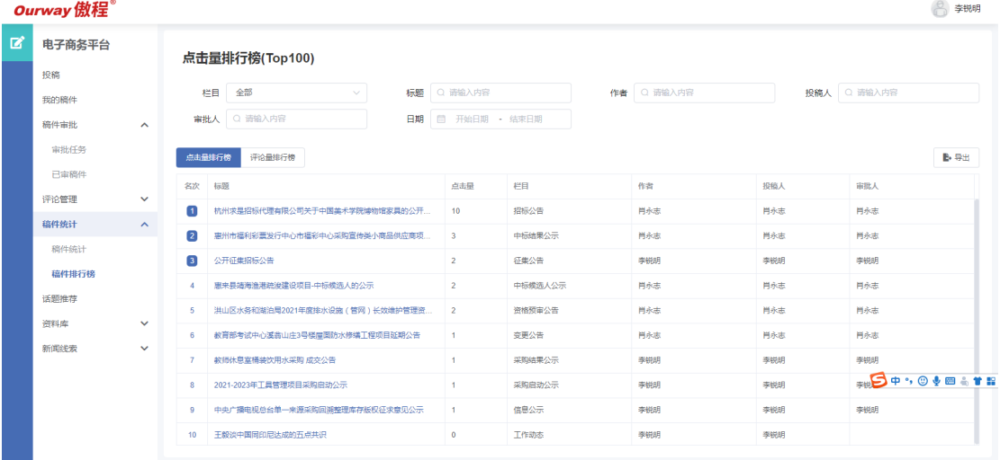 Ourway 傲程®
李锐明
电子商务平台
投稿
我的稿件
稿件审批
审批任务
已审稿件
评论管理
稿件统计
稿件统计
稿件排行榜
话题推荐
资料库
新闻线索
点击量排行榜(Top100)
栏目 全部 标题 请输入内容 作者 请输入内容 投稿人 请输入内容
审批人 请输入内容 日期 开始日期 - 结束日期
点击量排行榜 评论量排行榜 导出
名次 标题 点击量 栏目 作者 投稿人 审批人
1 杭州求是招标代理有限公司关于中国美术学院博物馆家具的公开... 10 招标公告 肖永志 肖永志 肖永志
2 惠州市福利彩票发行中心市福彩中心采购宣传类小商品供应商项... 3 中标结果公示 肖永志 肖永志 肖永志
3 公开征集招标公告 2 征集公告 李锐明 李锐明 李锐明
4 惠来县靖海渔港疏浚建设项目-中标候选人的公示 2 中标候选人公示 肖永志 肖永志 肖永志
5 洪山区水务和湖泊局2021年度排水设施（管网）长效维护管理资... 2 资格预审公告 肖永志 肖永志 肖永志
6 教育部考试中心溪翁山庄3号楼屋面防水修缮工程项目延期公告 1 变更公告 肖永志 肖永志 肖永志
7 教师休息室桶装饮用水采购 成交公告 1 采购结果公示 李锐明 李锐明 李锐明
8 2021-2023年工具管理项目采购启动公示 1 采购启动公示 李锐明 李锐明 李锐
中
9 中央广播电视总台单一来源采购回溯整理库存版权征求意见公示 1 信息公示 李锐明 李锐明 李锐明
10 王毅谈中国同印尼达成的五点共识 0 工作动态 李锐明 李锐明